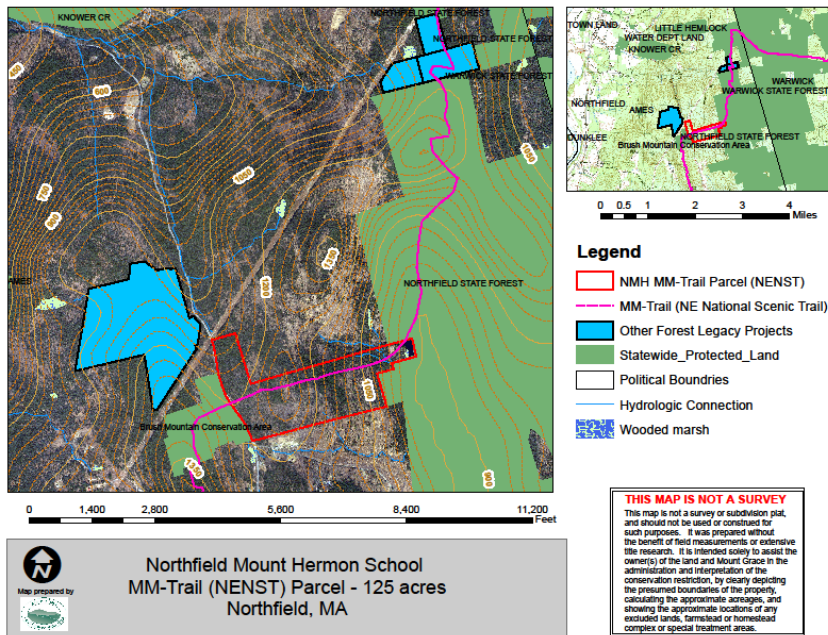 KNOWER CR
NORTHFIELD STATE FOREST
NORTHFIELD STATE FOREST
WARWICK STATE FOREST
600
1050
1050
1350
1200
NORTHFIELD STATE FOREST
AMES
1000
Brush Mountain Conservation Area
1350
900
0 1,400 2,800 5,600 8,400 11,200
Feet
TOWN LAND
LITTLE HEMLOCK
WATER DEPT LAND
KNOWER CR
WARWICK
WARWICK STATE FOREST
NORTHFIELD
AMES
DUNKLEE
NORTHFIELD STATE FOREST
Brush Mountain Conservation Area
0 0.5 1 2 3 4
Miles
Legend
NMH MM-Trail Parcel (NENST)
MM-Trail (NE National Scenic Trail)
Other Forest Legacy Projects
Statewide_Protected_Land
Political Boundries
Hydrologic Connection
Wooded marsh
N
Map prepared by
Northfield Mount Hermon School
MM-Trail (NENST) Parcel - 125 acres
Northfield, MA
THIS MAP IS NOT A SURVEY
This map is not a survey or subdivision plat,
and should not be used or construed for
such purposes. It was prepared without
the benefit of field measurements or extensive
title research. It is intended solely to assist the
owner(s) of the land and Mount Grace in the
administration and interpretation of the
conservation restriction, by clearly depicting
the presumed boundaries of the property,
calculating the approximate acreages, and
showing the approximate locations of any
excluded lands, farmstead or homestead
complex or special treatment areas.